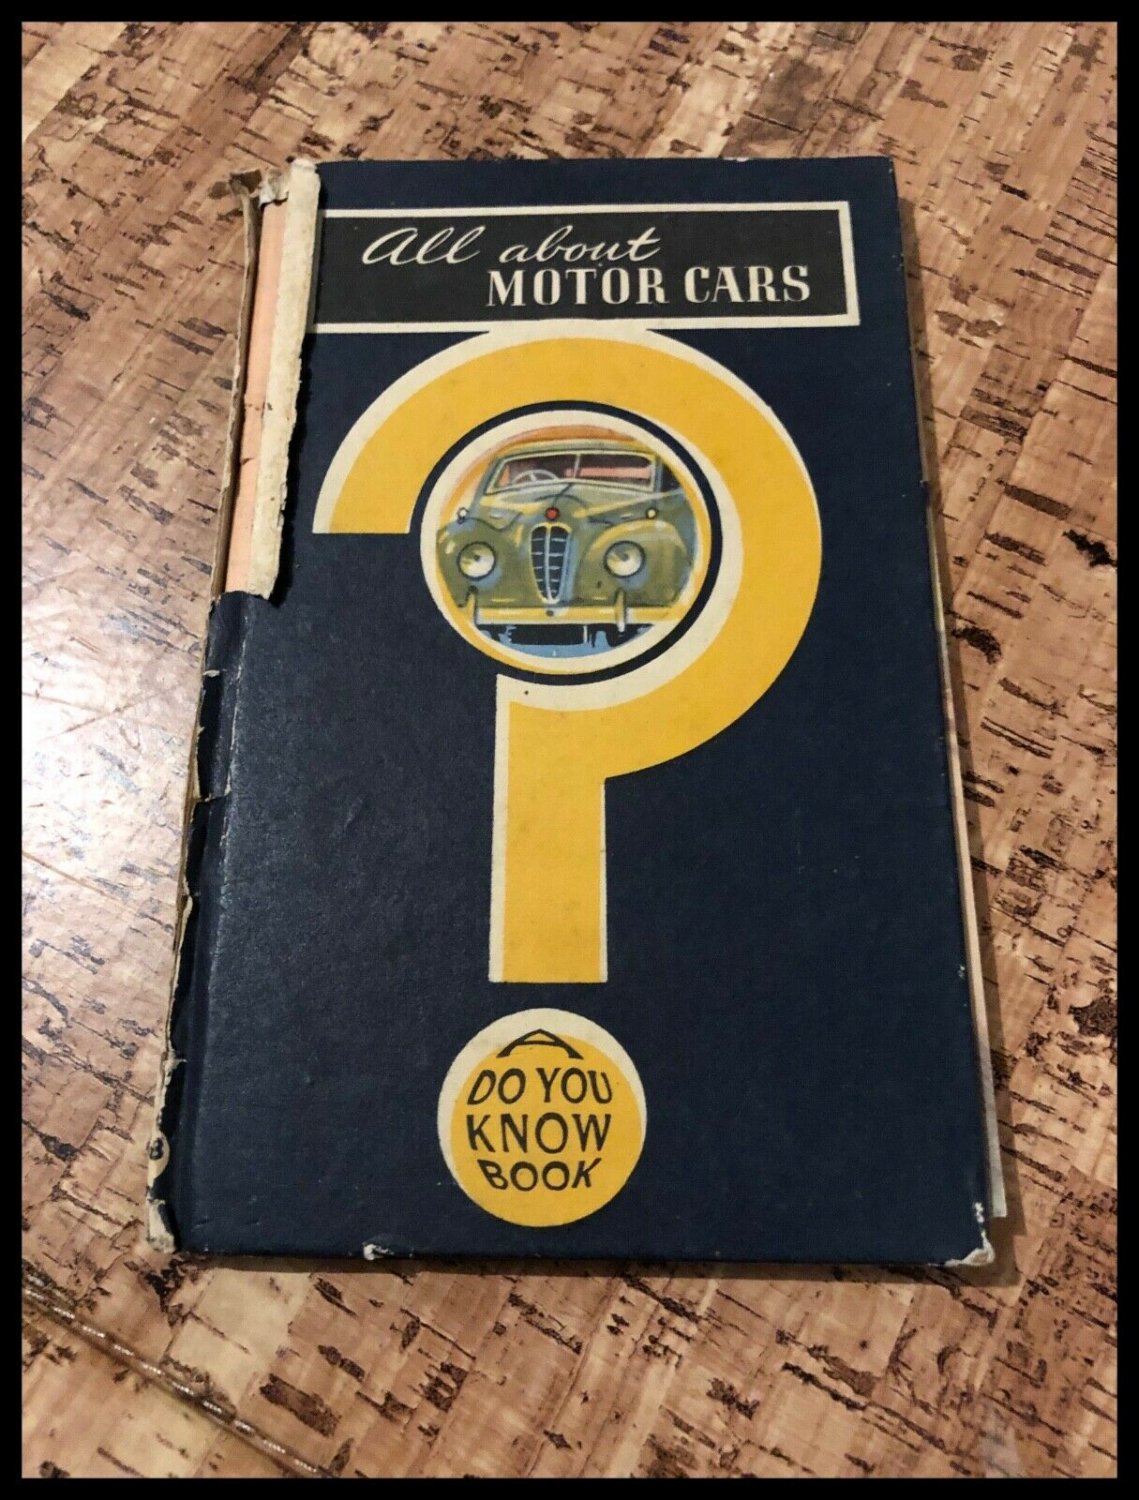 All about
MOTOR CARS
A
DO YOU
KNOW
BOOK